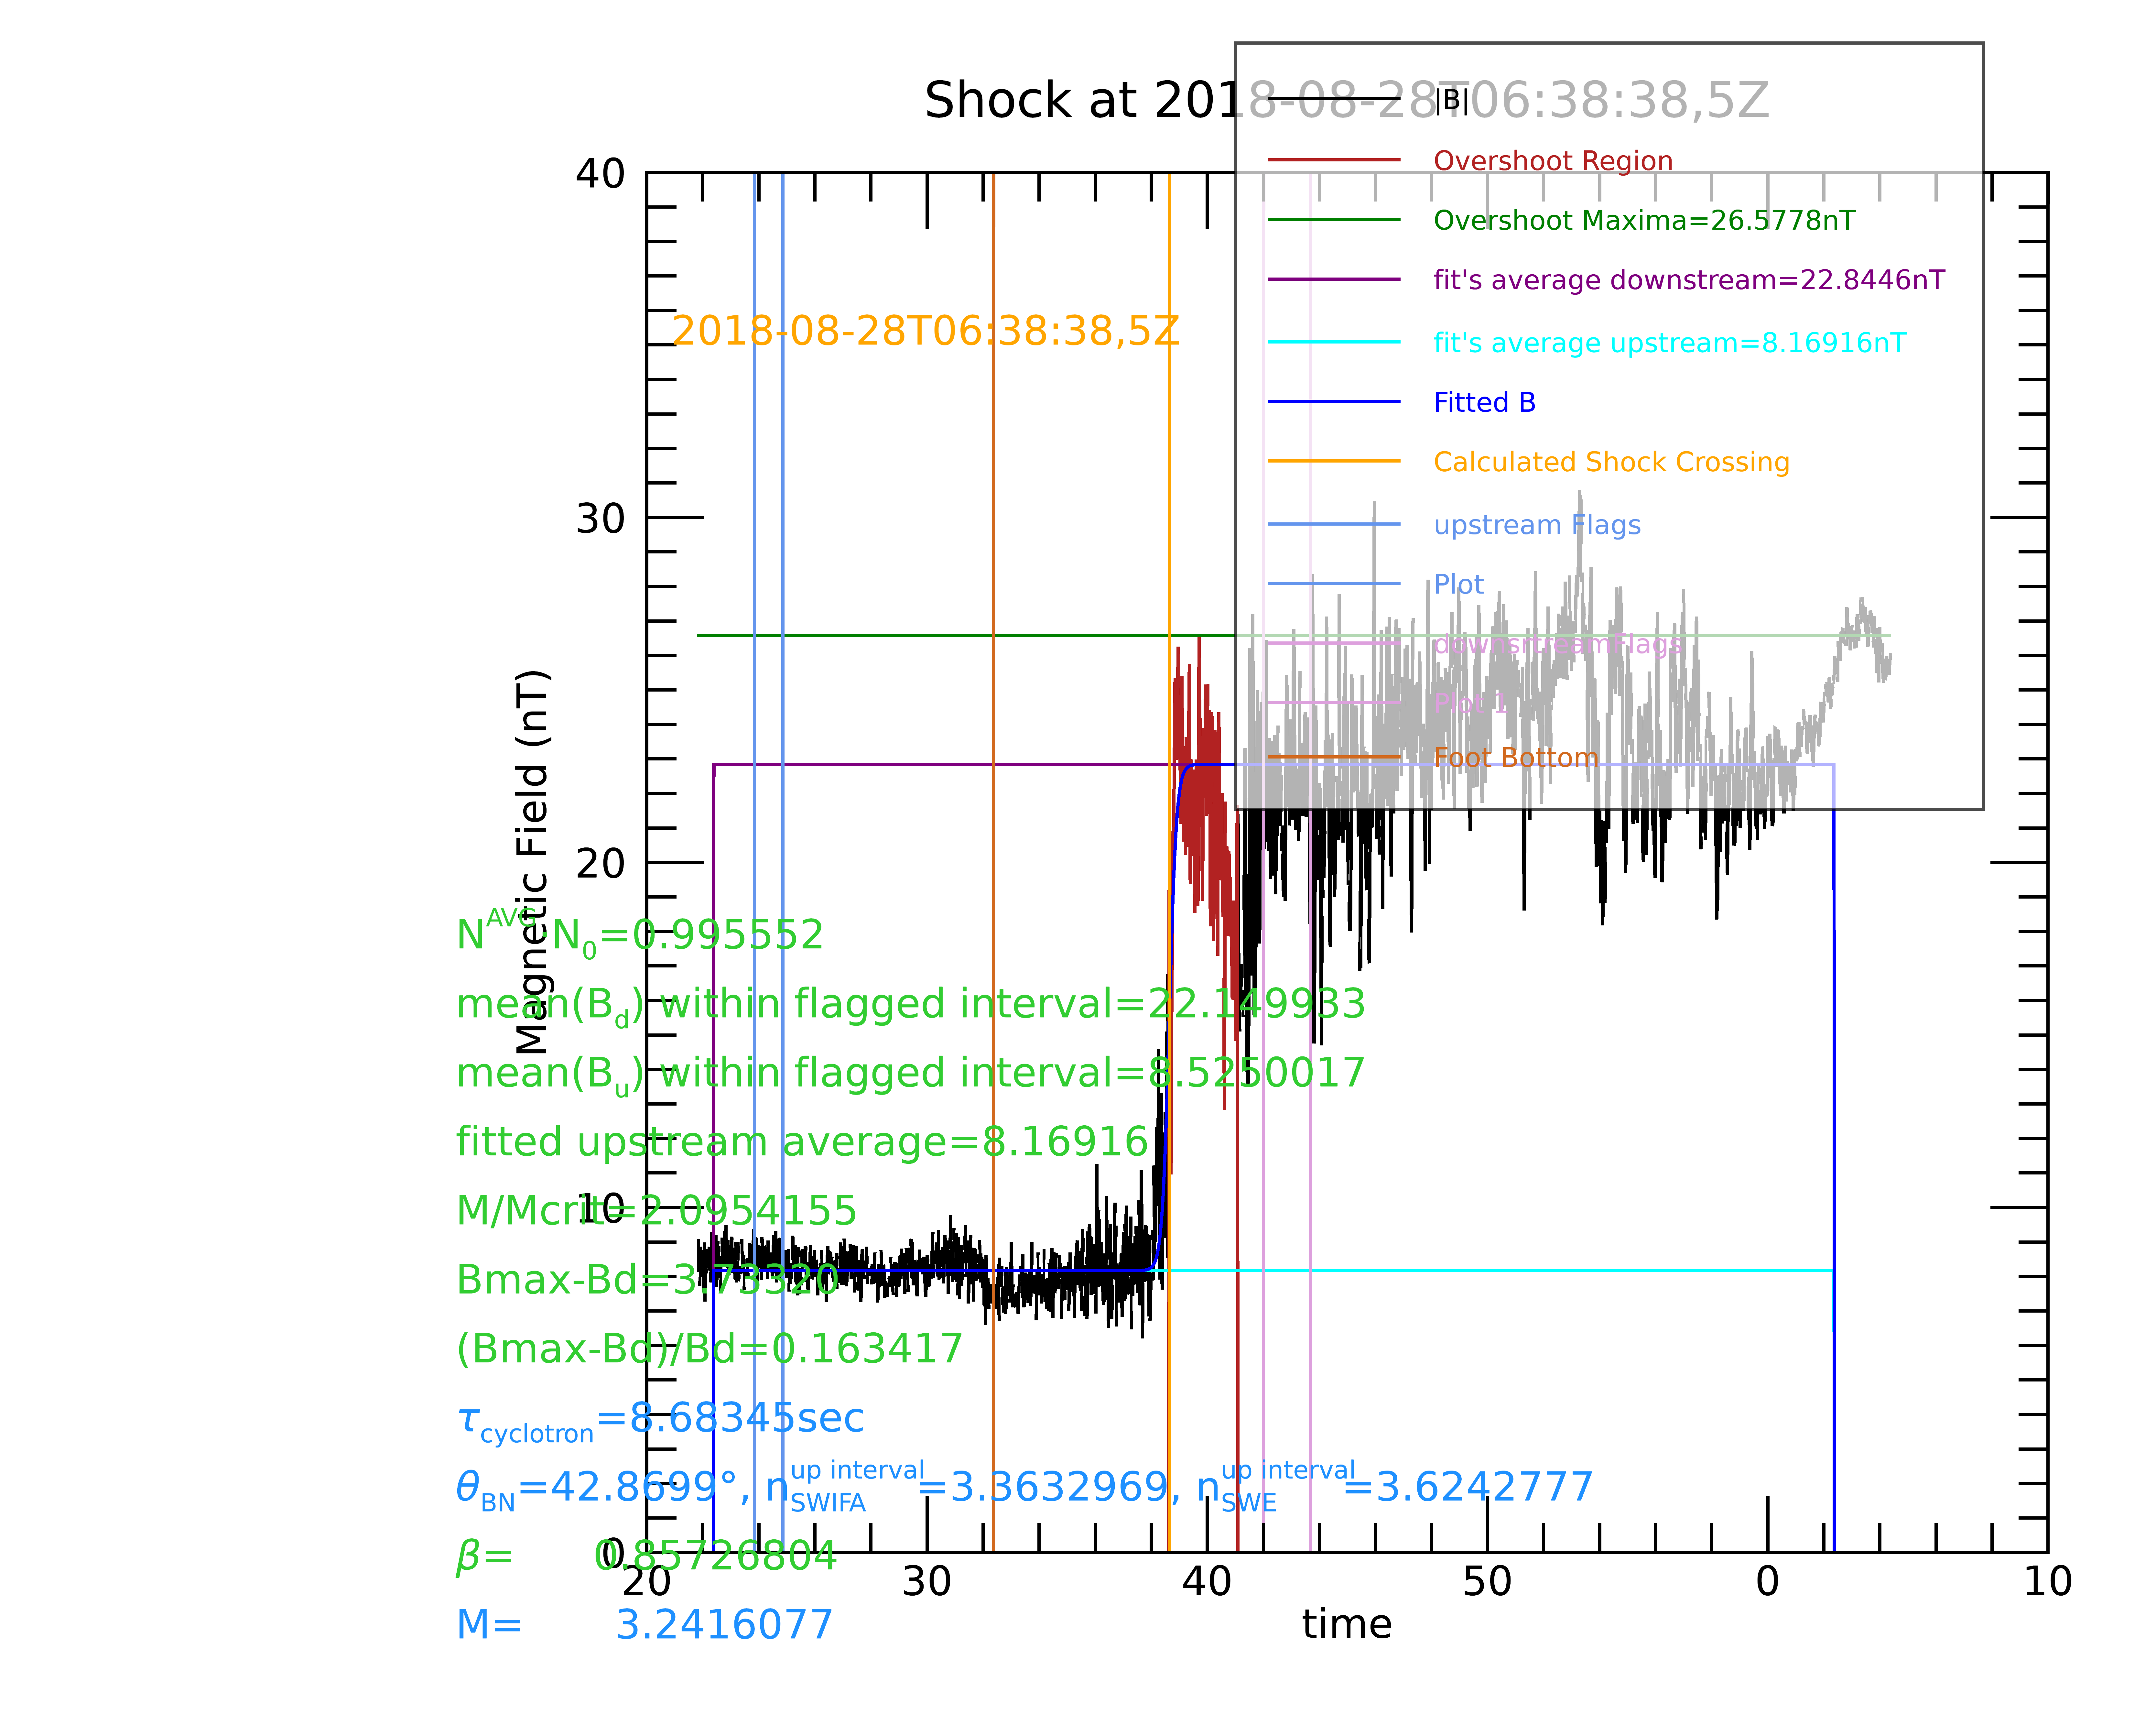 Shock at 2018-08-28T06:38:38,5Z
|B|
Overshoot Region
Overshoot Maxima=26.5778nT
fit's average downstream=22.8446nT
fit's average upstream=8.16916nT
Fitted B
Calculated Shock Crossing
upstream Flags
Plot
downsrtreamFlags
Plot 1
Foot Bottom
2018-08-28T06:38:38,5Z
40
30
20
10
0
Magnetic Field (nT)
N^AVG·N_0=0.995552
mean(B_d) within flagged interval=22.149933
mean(B_u) within flagged interval=8.5250017
fitted upstream average=8.16916
M/Mcrit=2.0954155
Bmax-Bd=3.73320
(Bmax-Bd)/Bd=0.163417
τ_cyclotron=8.68345sec
θ_BN=42.8699°, n_SWIFA^up interval=3.3632969, n_SWE^up interval=3.6242777
β= 0.85726804
M= 3.2416077
20 30 40 50 0 10
time